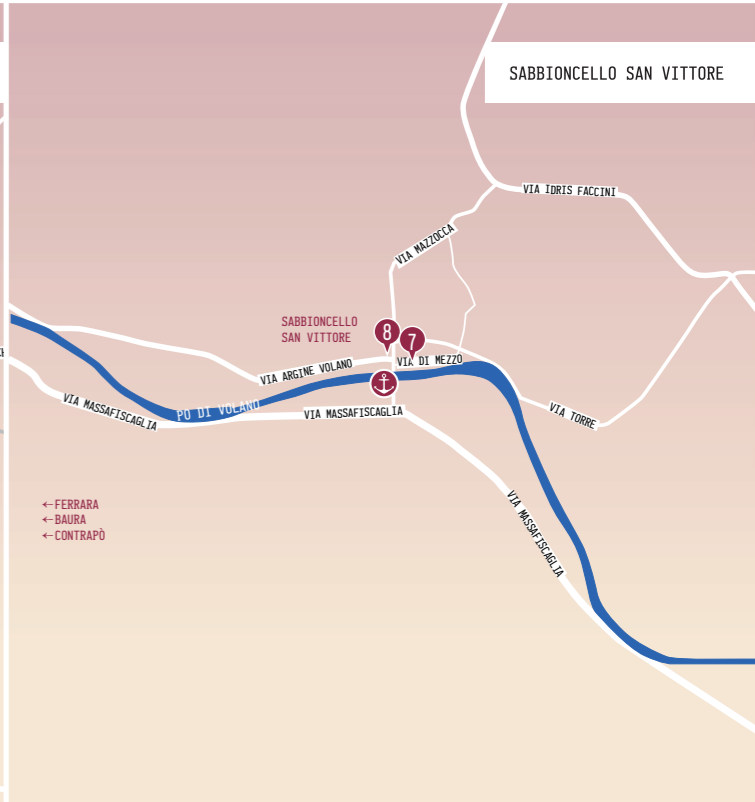 SABBIONCELLO SAN VITTORE
VIA IDRIS FACCINI
VIA MAZZOCCA
SABBIONCELLO
SAN VITTORE
8
7
VIA DI MEZZO
VIA ARGINE VOLANO
VIA MASSAFISCAGLIA
PO DI VOLANO
VIA MASSAFISCAGLIA
VIA TORRE
VIA MASSAFISCAGLIA
←FERRARA
←BAURA
←CONTRAPÒ